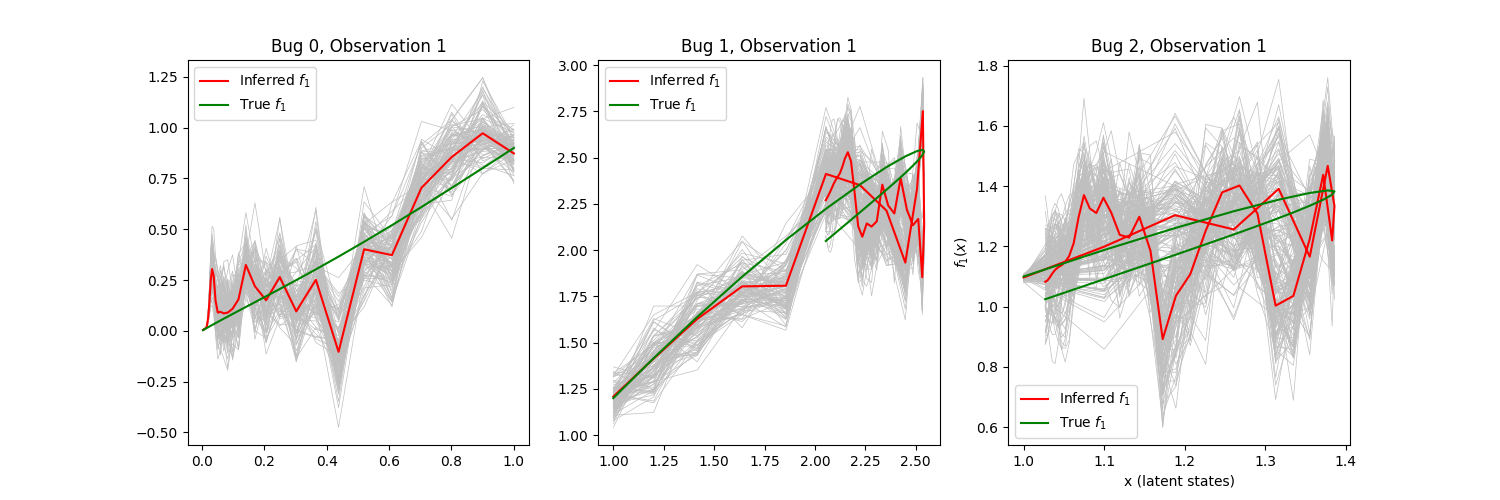 Bug 0, Observation 1
Inferred f₁
True f₁
1.25
1.00
0.75
0.50
0.25
0.00
−0.25
−0.50
0.0 0.2 0.4 0.6 0.8 1.0
Bug 1, Observation 1
Inferred f₁
True f₁
3.00
2.75
2.50
2.25
2.00
1.75
1.50
1.25
1.00
1.00 1.25 1.50 1.75 2.00 2.25 2.50
Bug 2, Observation 1
f₁(x)
1.8
1.6
1.4
1.2
1.0
0.8
0.6
Inferred f₁
True f₁
1.0 1.1 1.2 1.3 1.4
x (latent states)